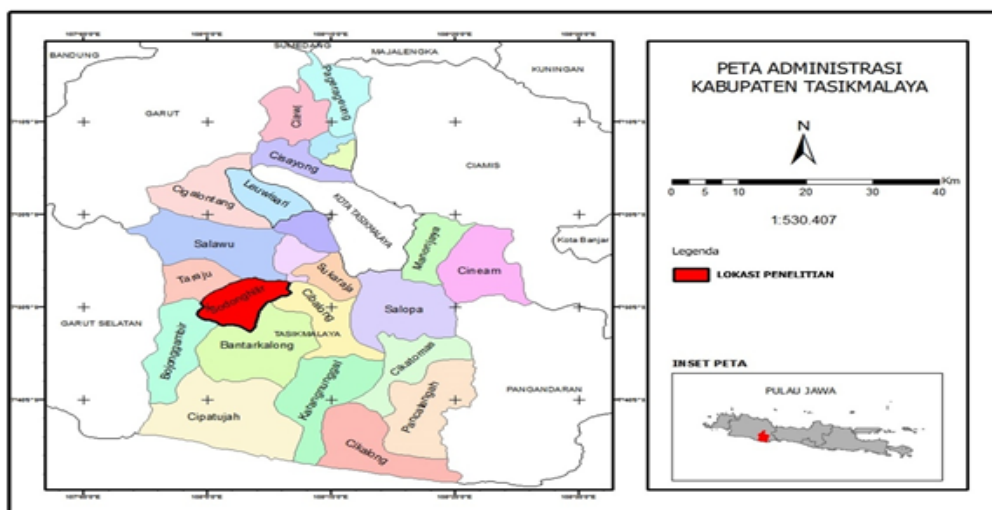 SUMEDANG
BANDUNG
MAJALENGKA
KUNINGAN
Pagerageung
Ciawi
GARUT
Cisayong
CIAMIS
Leuwisari
Cigalontang
KOTA TASIKMALAYA
Kota Banjar
Salawu
Manonjaya
Cineam
Taraju
Sukaraja
Sodonghilir
Cibalong
Salopa
GARUT SELATAN
TASIKMALAYA
Bojonggambir
Bantarkalong
Cikatomas
Karangnunggal
Pancatengah
PANGANDARAN
Cipatujah
Cikalong
PETA ADMINISTRASI
KABUPATEN TASIKMALAYA
N
Km
0 5 10 20 30 40
1:530.407
Legenda
LOKASI PENELITIAN
INSET PETA
PULAU JAWA